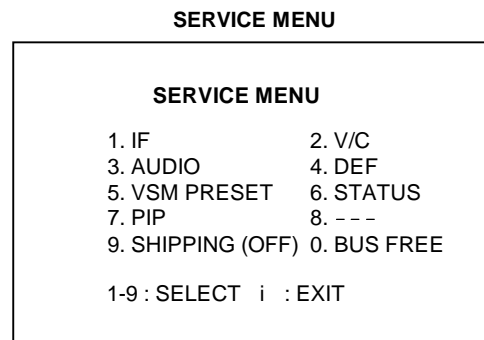 SERVICE MENU
SERVICE MENU
1. IF 2. V/C
3. AUDIO 4. DEF
5. VSM PRESET 6. STATUS
7. PIP 8. - - -
9. SHIPPING (OFF) 0. BUS FREE
1-9 : SELECT i : EXIT